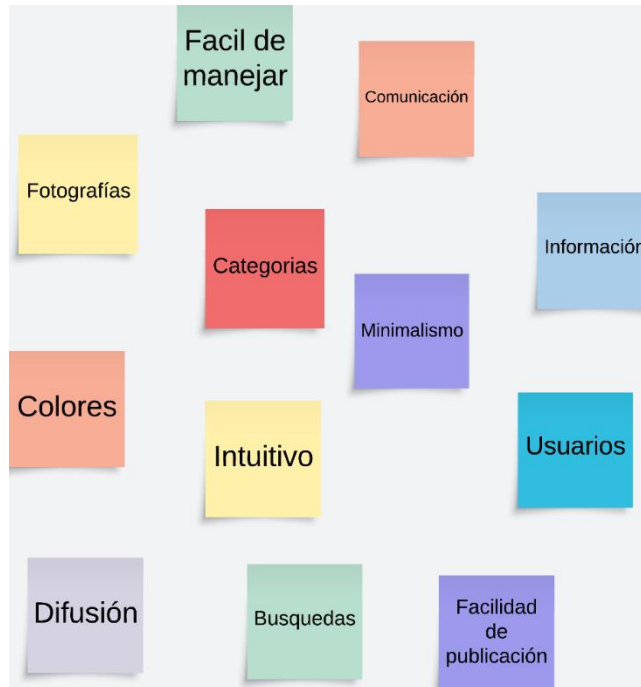 Facil de
manejar
Comunicación
Fotografías
Categorias
Información
Minimalismo
Colores
Intuitivo
Usuarios
Difusión
Busquedas
Facilidad
de
publicación